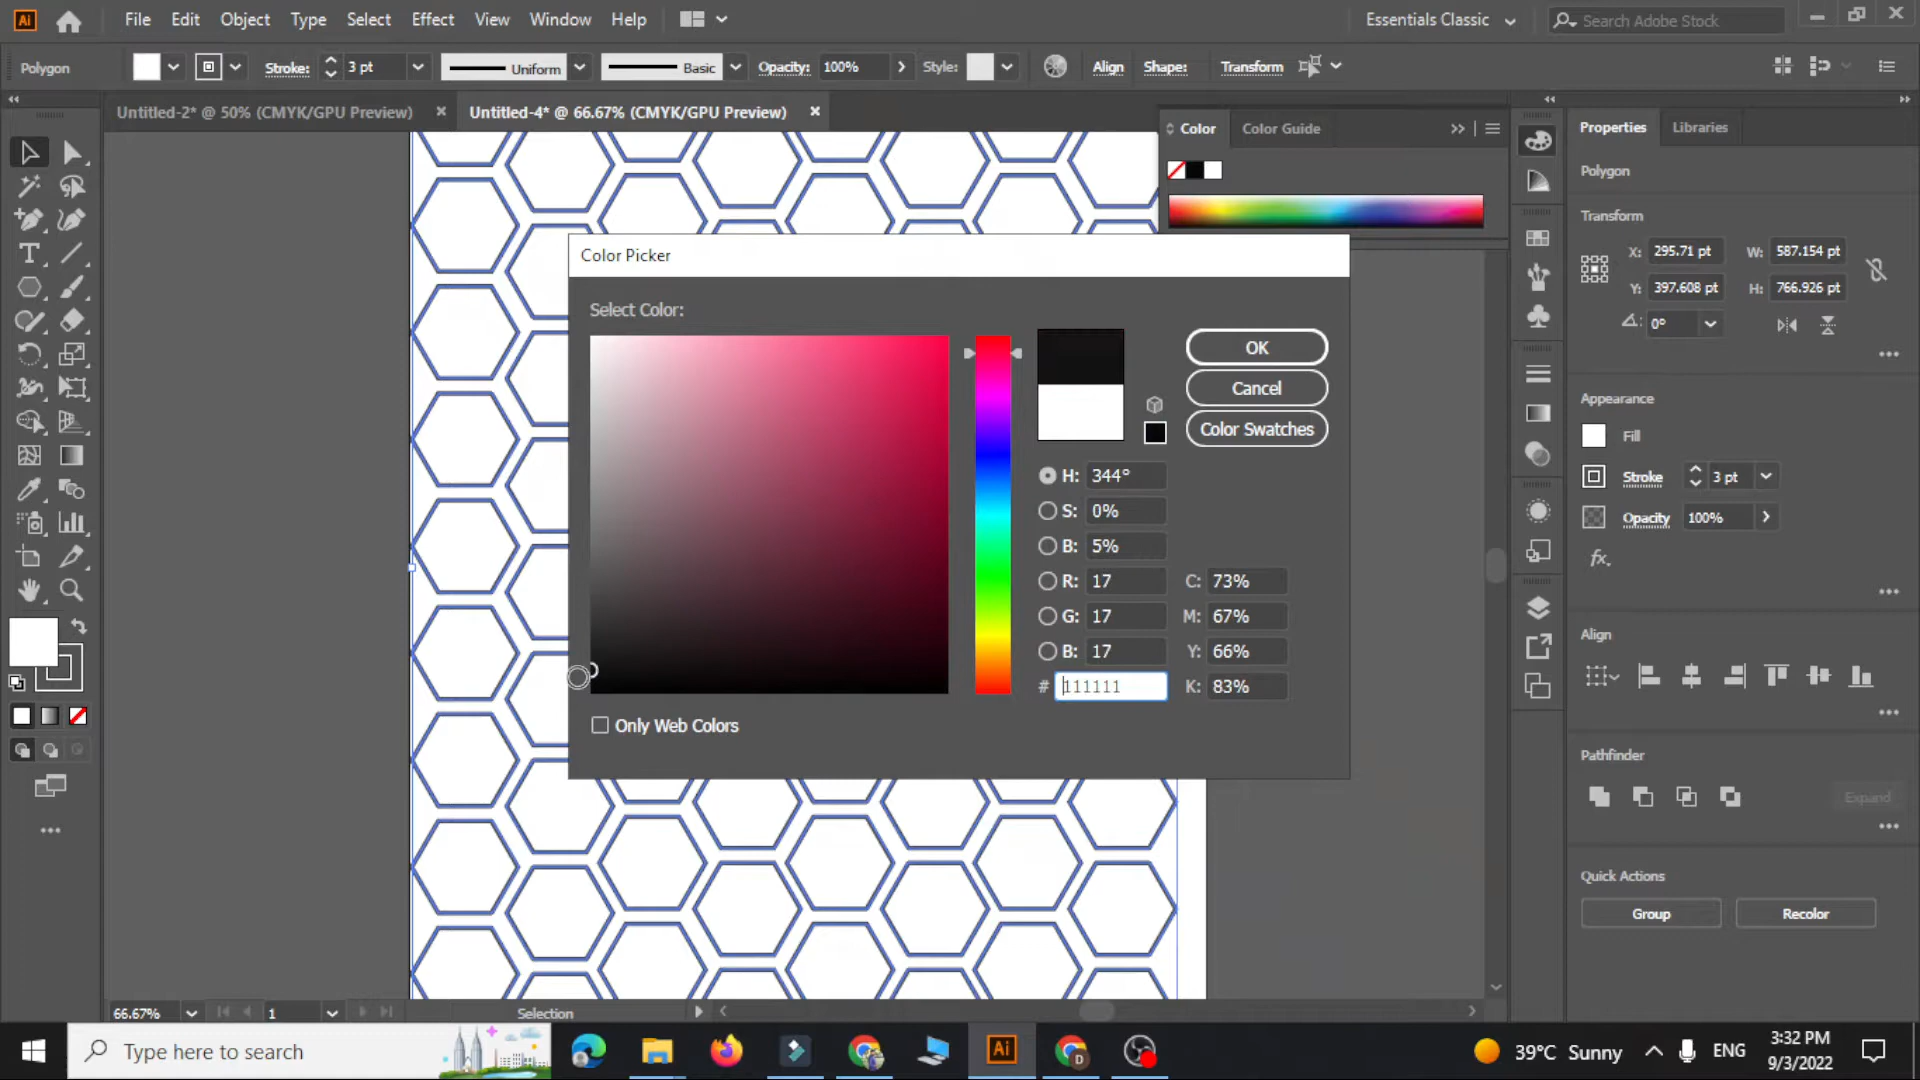 Ai File Edit Object Type Select Effect View Window Help Essentials Classic Search Adobe Stock
Polygon Stroke: 3 pt Uniform Basic Opacity: 100% Style: Align Shape: Transform
Untitled-2* @ 50% (CMYK/GPU Preview) Untitled-4* @ 66.67% (CMYK/GPU Preview)
Color Color Guide
Properties Libraries
Polygon
Transform
X: 295.71 pt W: 587.154 pt
Y: 397.608 pt H: 766.926 pt
0°
Appearance
Fill
Stroke 3 pt
Opacity 100%
fx.
Align
Pathfinder
Expand
Quick Actions
Group Recolor
Color Picker
Select Color:
OK
Cancel
Color Swatches
H: 344°
S: 0%
B: 5%
R: 17 C: 73%
G: 17 M: 67%
B: 17 Y: 66%
# 111111 K: 83%
Only Web Colors
66.67% 1 Selection
Type here to search Ai D 39°C Sunny ENG 3:32 PM
9/3/2022